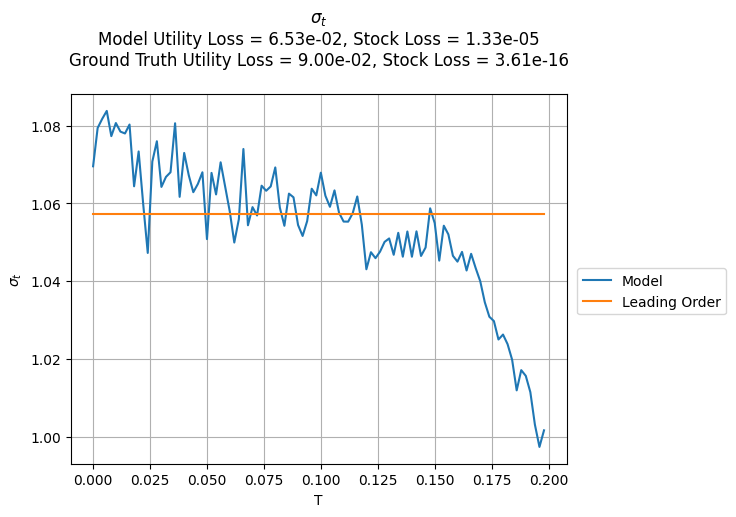 σₜ
Model Utility Loss = 6.53e-02, Stock Loss = 1.33e-05
Ground Truth Utility Loss = 9.00e-02, Stock Loss = 3.61e-16
1.08
1.06
1.04
1.02
1.00
σₜ
Model
Leading Order
0.000 0.025 0.050 0.075 0.100 0.125 0.150 0.175 0.200
T